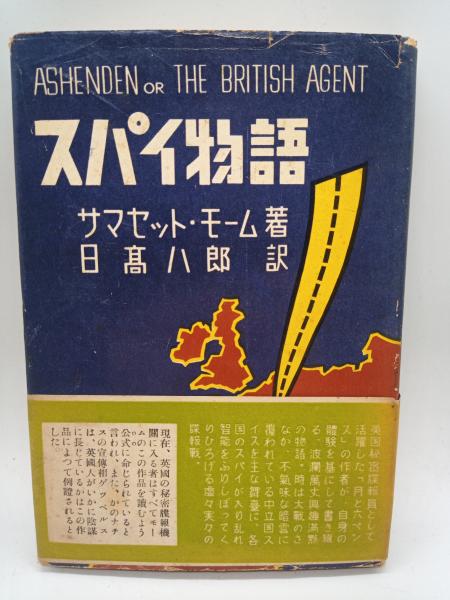 ASHENDEN OR THE BRITISH AGENT
スパイ物語
サマセット・モーム 著
日髙八郎 訳
英国秘密諜報員として
活躍した「月と六ペン
ス」の作者が、自身の
體験を基にして書き綴
る、波瀾萬丈興趣満點
の物語。時は大戰のさ
なか、不氣味な暗雲に
覆われている中立国ス
イスを主な舞臺に、各
国のスパイが入り乱れ
智能をふりしぼってく
りひろげる虚々実々の
諜報戰。
現在、英國の秘密諜報機
關に入る者はすべてモー
ムのこの作品を讀むよう
公式に命じられていると
言われ、また、かのナチ
スの宣傳相ゲッペルス
は、英國人がいかに陰謀
に長じているかはこの作
品によつて例證されると
した。